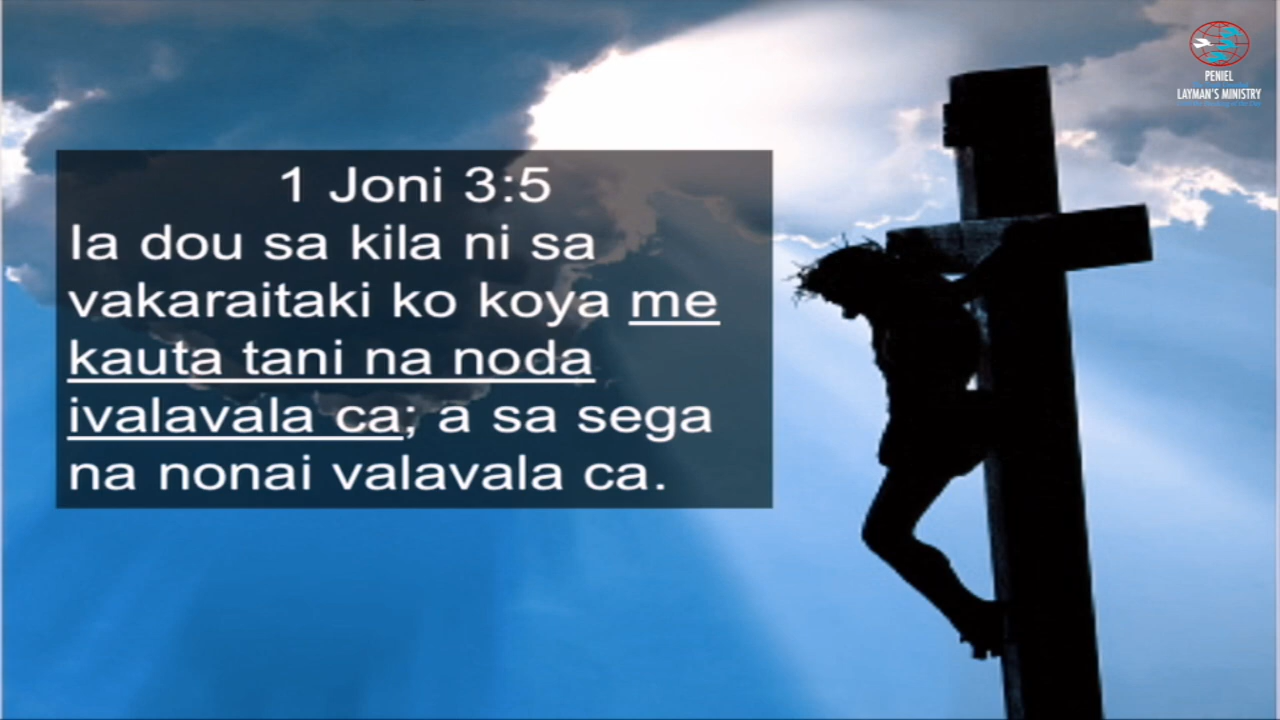 1 Joni 3:5
Ia dou sa kila ni sa
vakaraitaki ko koya me
kauta tani na noda
ivalavala ca; a sa sega
na nonai valavala ca.
PENIEL
LAYMAN'S MINISTRY